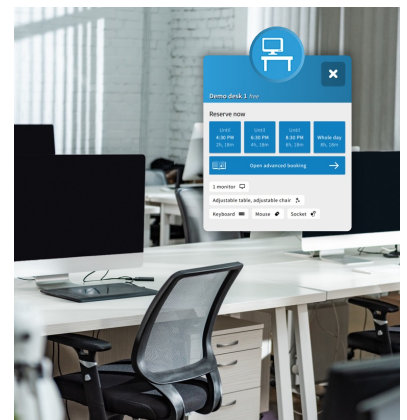 Demo desk 1 free
Reserve now
Until
4:30 PM
2h, 18m
Until
6:30 PM
4h, 18m
Until
8:30 PM
6h, 18m
Whole day
8h, 18m
Open advanced booking
1 monitor
Adjustable table, adjustable chair
Keyboard
Mouse
Socket